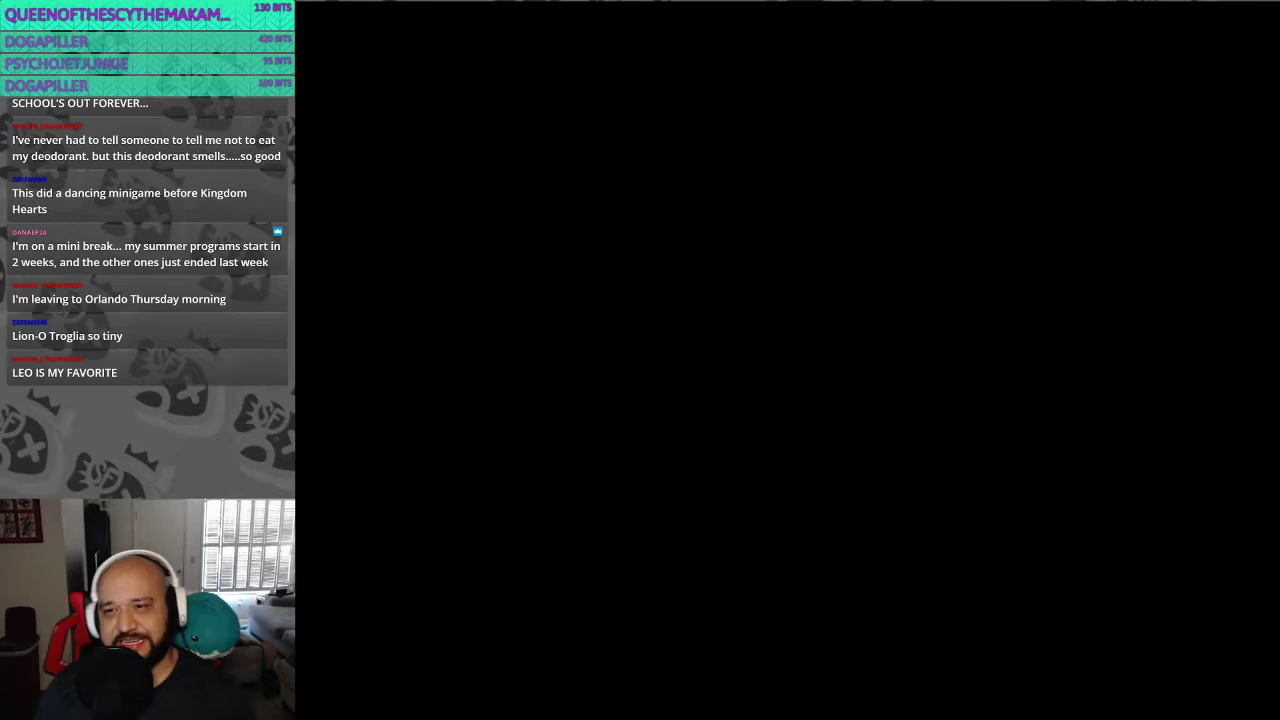 QUEENOFTHESCYTHEMAKAM... 130 BITS
DOGAPILLER 420 BITS
PSYCHOJETJUNKIE 95 BITS
DOGAPILLER 100 BITS
SCHOOL'S OUT FOREVER...
I've never had to tell someone to tell me not to eat
my deodorant. but this deodorant smells.....so good
This did a dancing minigame before Kingdom
Hearts
DANAEP24
I'm on a mini break... my summer programs start in
2 weeks, and the other ones just ended last week
I'm leaving to Orlando Thursday morning
Lion-O Troglia so tiny
LEO IS MY FAVORITE